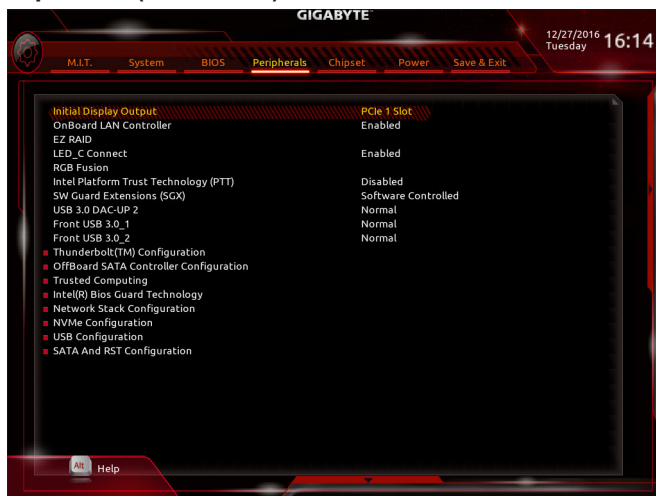 GIGABYTE™
12/27/2016 16:14
Tuesday
M.I.T. System BIOS Peripherals Chipset Power Save & Exit
Initial Display Output PCIe 1 Slot
OnBoard LAN Controller Enabled
EZ RAID
LED_C Connect Enabled
RGB Fusion
Intel Platform Trust Technology (PTT) Disabled
SW Guard Extensions (SGX) Software Controlled
USB 3.0 DAC-UP 2 Normal
Front USB 3.0_1 Normal
Front USB 3.0_2 Normal
Thunderbolt(TM) Configuration
OffBoard SATA Controller Configuration
Trusted Computing
Intel(R) Bios Guard Technology
Network Stack Configuration
NVMe Configuration
USB Configuration
SATA And RST Configuration
Alt Help